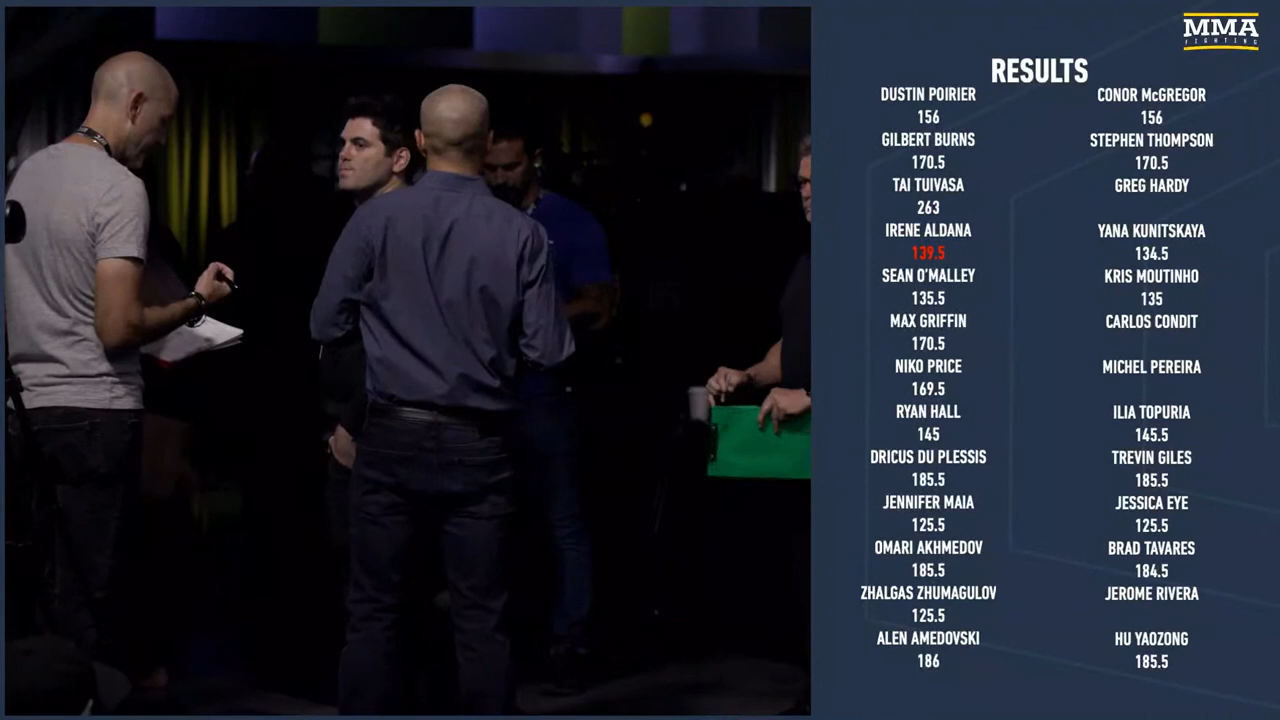 MMA
FIGHTING
RESULTS
DUSTIN POIRIER CONOR McGREGOR
156 156
GILBERT BURNS STEPHEN THOMPSON
170.5 170.5
TAI TUIVASA GREG HARDY
263
IRENE ALDANA YANA KUNITSKAYA
139.5 134.5
SEAN O'MALLEY KRIS MOUTINHO
135.5 135
MAX GRIFFIN CARLOS CONDIT
170.5
NIKO PRICE MICHEL PEREIRA
169.5
RYAN HALL ILIA TOPURIA
145 145.5
DRICUS DU PLESSIS TREVIN GILES
185.5 185.5
JENNIFER MAIA JESSICA EYE
125.5 125.5
OMARI AKHMEDOV BRAD TAVARES
185.5 184.5
ZHALGAS ZHUMAGULOV JEROME RIVERA
125.5
ALEN AMEDOVSKI HU YAOZONG
186 185.5